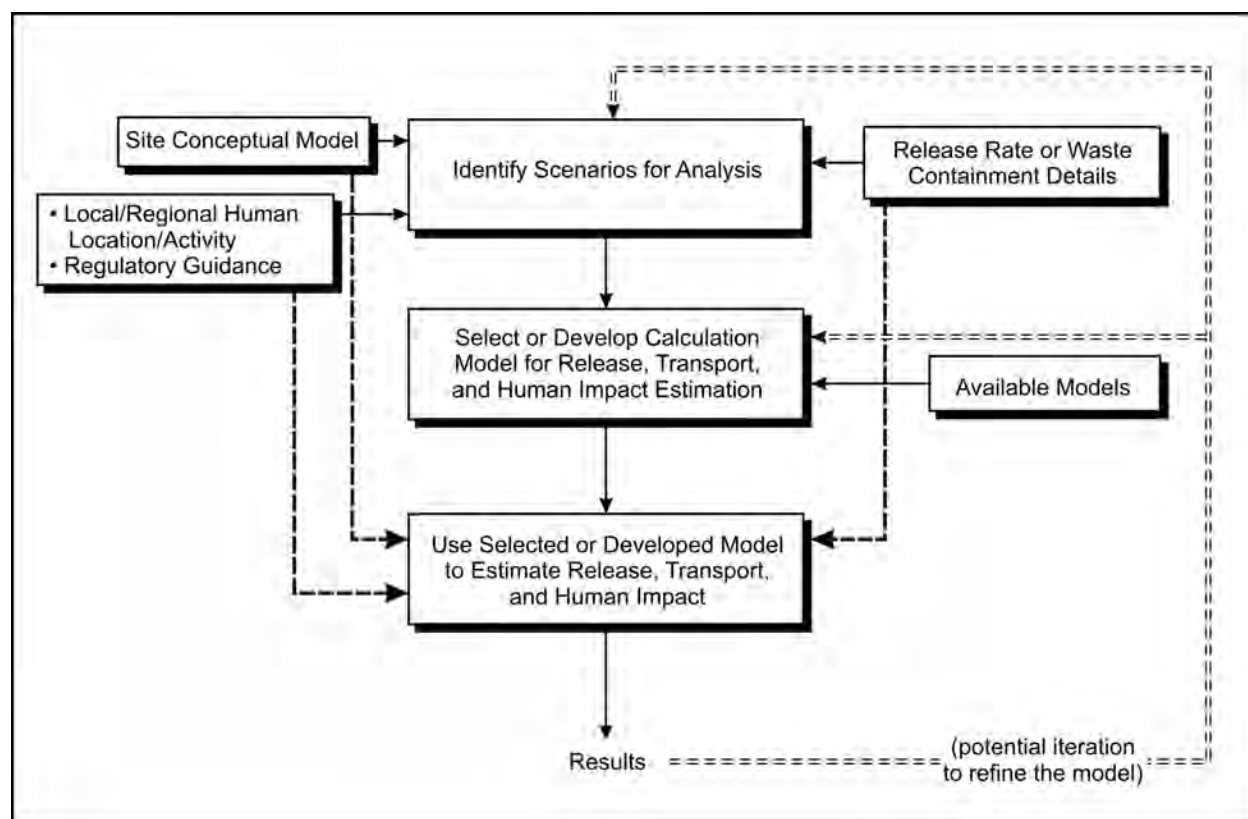 Site Conceptual Model
Identify Scenarios for Analysis
Release Rate or Waste
Containment Details
• Local/Regional Human
Location/Activity
• Regulatory Guidance
Select or Develop Calculation
Model for Release, Transport,
and Human Impact Estimation
Available Models
Use Selected or Developed Model
to Estimate Release, Transport,
and Human Impact
Results
(potential iteration
to refine the model)